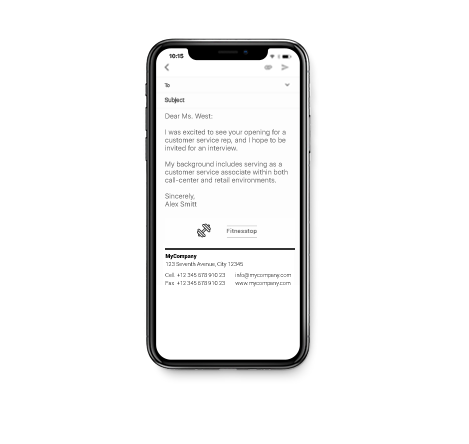 10:15
To
Subject
Dear Ms. West:
I was excited to see your opening for a
customer service rep, and I hope to be
invited for an interview.
My background includes serving as a
customer service associate within both
call-center and retail environments.
Sincerely,
Alex Smitt
Fitnesstop
MyCompany
123 Seventh Avenue, City 12345
Cell. +12 345 678 910 23 info@mycompany.com
Fax. +12 345 678 910 23 www.mycompany.com